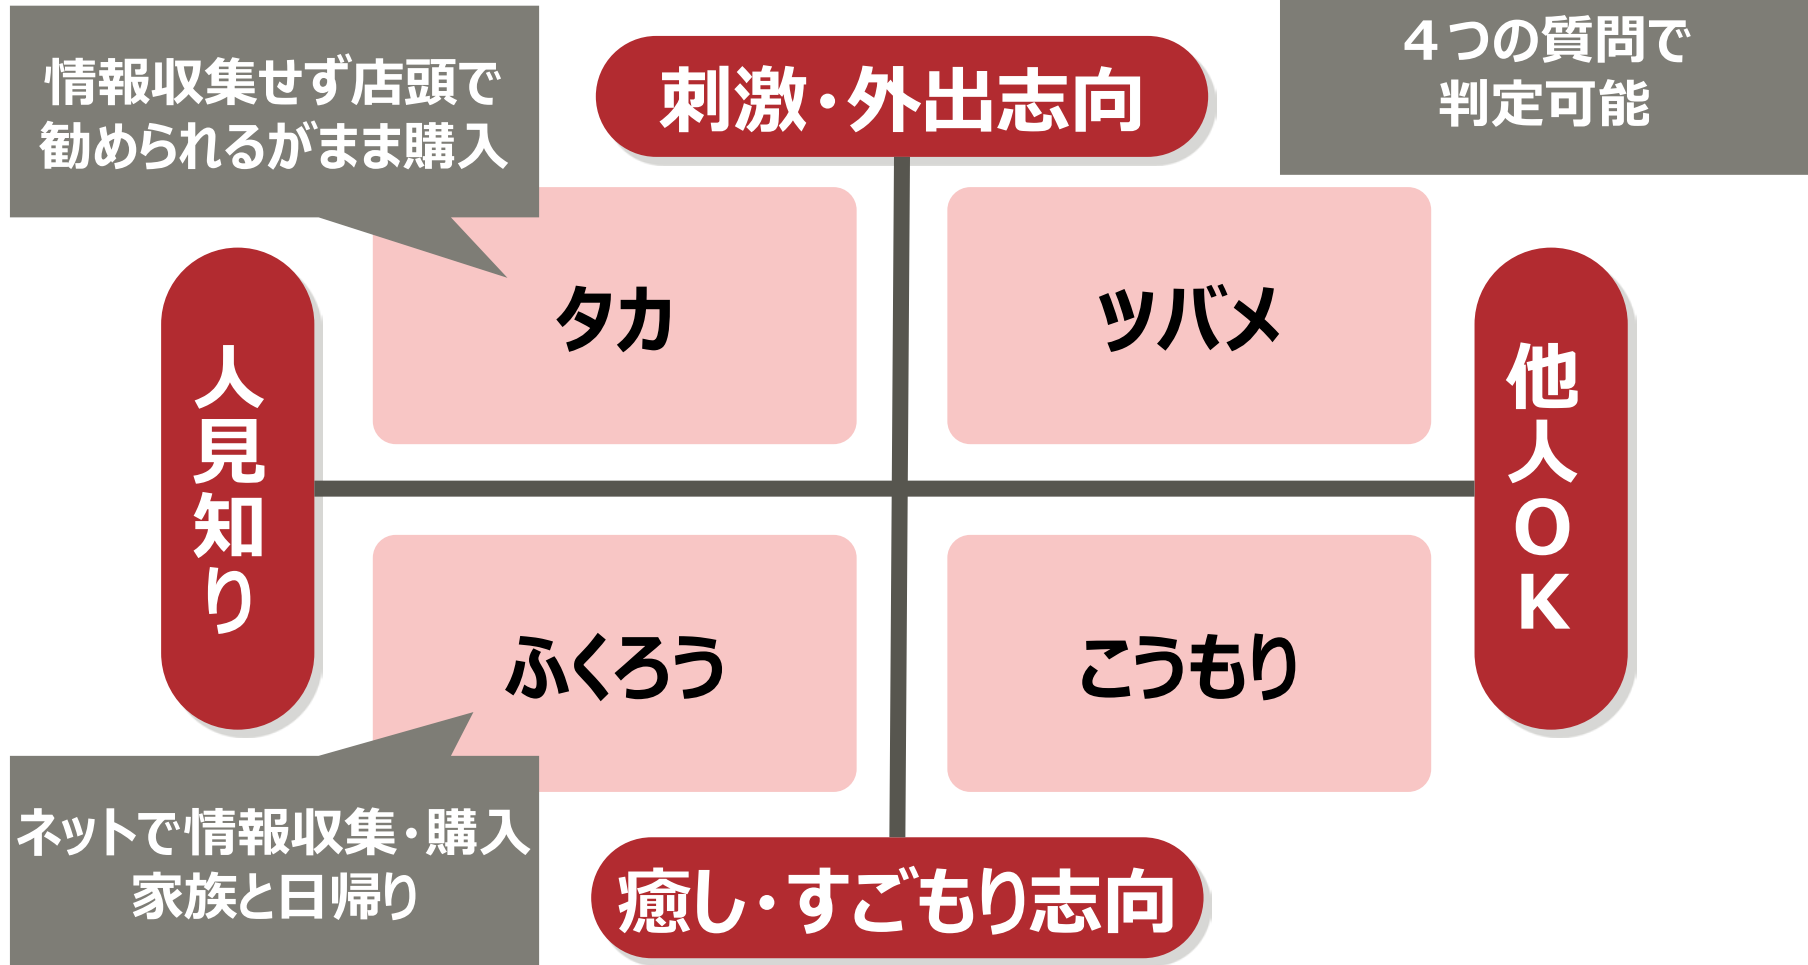 情報収集せず店頭で
勧められるがまま購入
刺激・外出志向
４つの質問で
判定可能
タカ
ツバメ
人見知り
他人ＯＫ
ふくろう
こうもり
ネットで情報収集・購入
家族と日帰り
癒し・すごもり志向